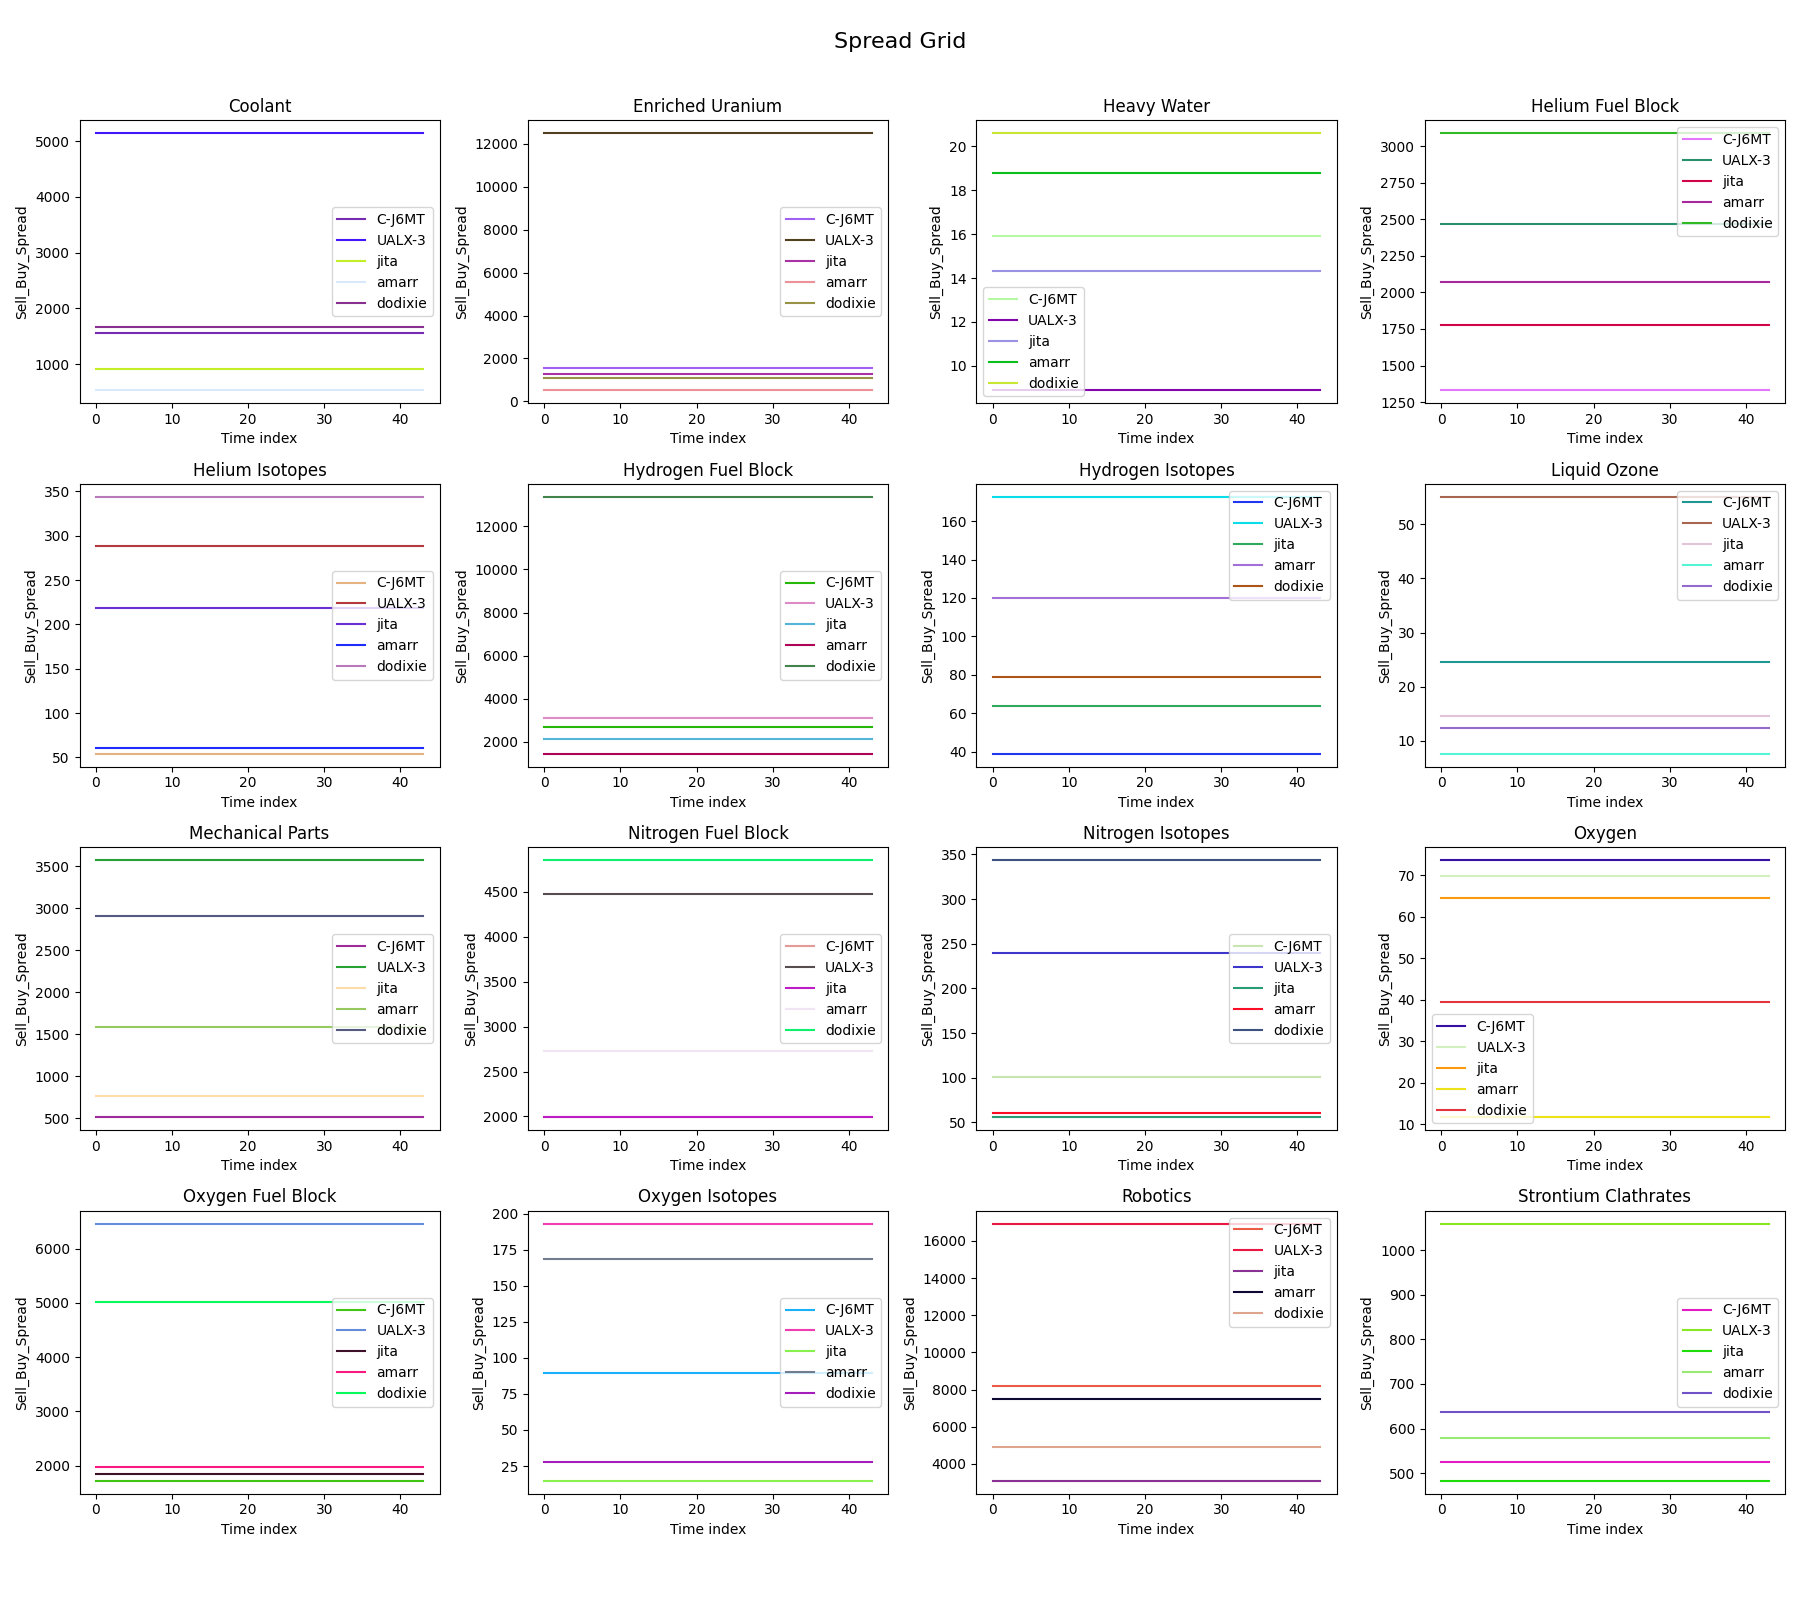 Spread Grid
Coolant
Sell_Buy_Spread
5000
4000
3000
2000
1000
C-J6MT
UALX-3
jita
amarr
dodixie
0 10 20 30 40
Time index
Enriched Uranium
Sell_Buy_Spread
12000
10000
8000
6000
4000
2000
0
C-J6MT
UALX-3
jita
amarr
dodixie
0 10 20 30 40
Time index
Heavy Water
Sell_Buy_Spread
20
18
16
14
12
10
C-J6MT
UALX-3
jita
amarr
dodixie
0 10 20 30 40
Time index
Helium Fuel Block
Sell_Buy_Spread
3000
2750
2500
2250
2000
1750
1500
1250
C-J6MT
UALX-3
jita
amarr
dodixie
0 10 20 30 40
Time index
Helium Isotopes
Sell_Buy_Spread
350
300
250
200
150
100
50
C-J6MT
UALX-3
jita
amarr
dodixie
0 10 20 30 40
Time index
Hydrogen Fuel Block
Sell_Buy_Spread
12000
10000
8000
6000
4000
2000
C-J6MT
UALX-3
jita
amarr
dodixie
0 10 20 30 40
Time index
Hydrogen Isotopes
Sell_Buy_Spread
160
140
120
100
80
60
40
C-J6MT
UALX-3
jita
amarr
dodixie
0 10 20 30 40
Time index
Liquid Ozone
Sell_Buy_Spread
50
40
30
20
10
C-J6MT
UALX-3
jita
amarr
dodixie
0 10 20 30 40
Time index
Mechanical Parts
Sell_Buy_Spread
3500
3000
2500
2000
1500
1000
500
C-J6MT
UALX-3
jita
amarr
dodixie
0 10 20 30 40
Time index
Nitrogen Fuel Block
Sell_Buy_Spread
4500
4000
3500
3000
2500
2000
C-J6MT
UALX-3
jita
amarr
dodixie
0 10 20 30 40
Time index
Nitrogen Isotopes
Sell_Buy_Spread
350
300
250
200
150
100
50
C-J6MT
UALX-3
jita
amarr
dodixie
0 10 20 30 40
Time index
Oxygen
Sell_Buy_Spread
70
60
50
40
30
20
10
C-J6MT
UALX-3
jita
amarr
dodixie
0 10 20 30 40
Time index
Oxygen Fuel Block
Sell_Buy_Spread
6000
5000
4000
3000
2000
C-J6MT
UALX-3
jita
amarr
dodixie
0 10 20 30 40
Time index
Oxygen Isotopes
Sell_Buy_Spread
200
175
150
125
100
75
50
25
C-J6MT
UALX-3
jita
amarr
dodixie
0 10 20 30 40
Time index
Robotics
Sell_Buy_Spread
16000
14000
12000
10000
8000
6000
4000
C-J6MT
UALX-3
jita
amarr
dodixie
0 10 20 30 40
Time index
Strontium Clathrates
Sell_Buy_Spread
1000
900
800
700
600
500
C-J6MT
UALX-3
jita
amarr
dodixie
0 10 20 30 40
Time index